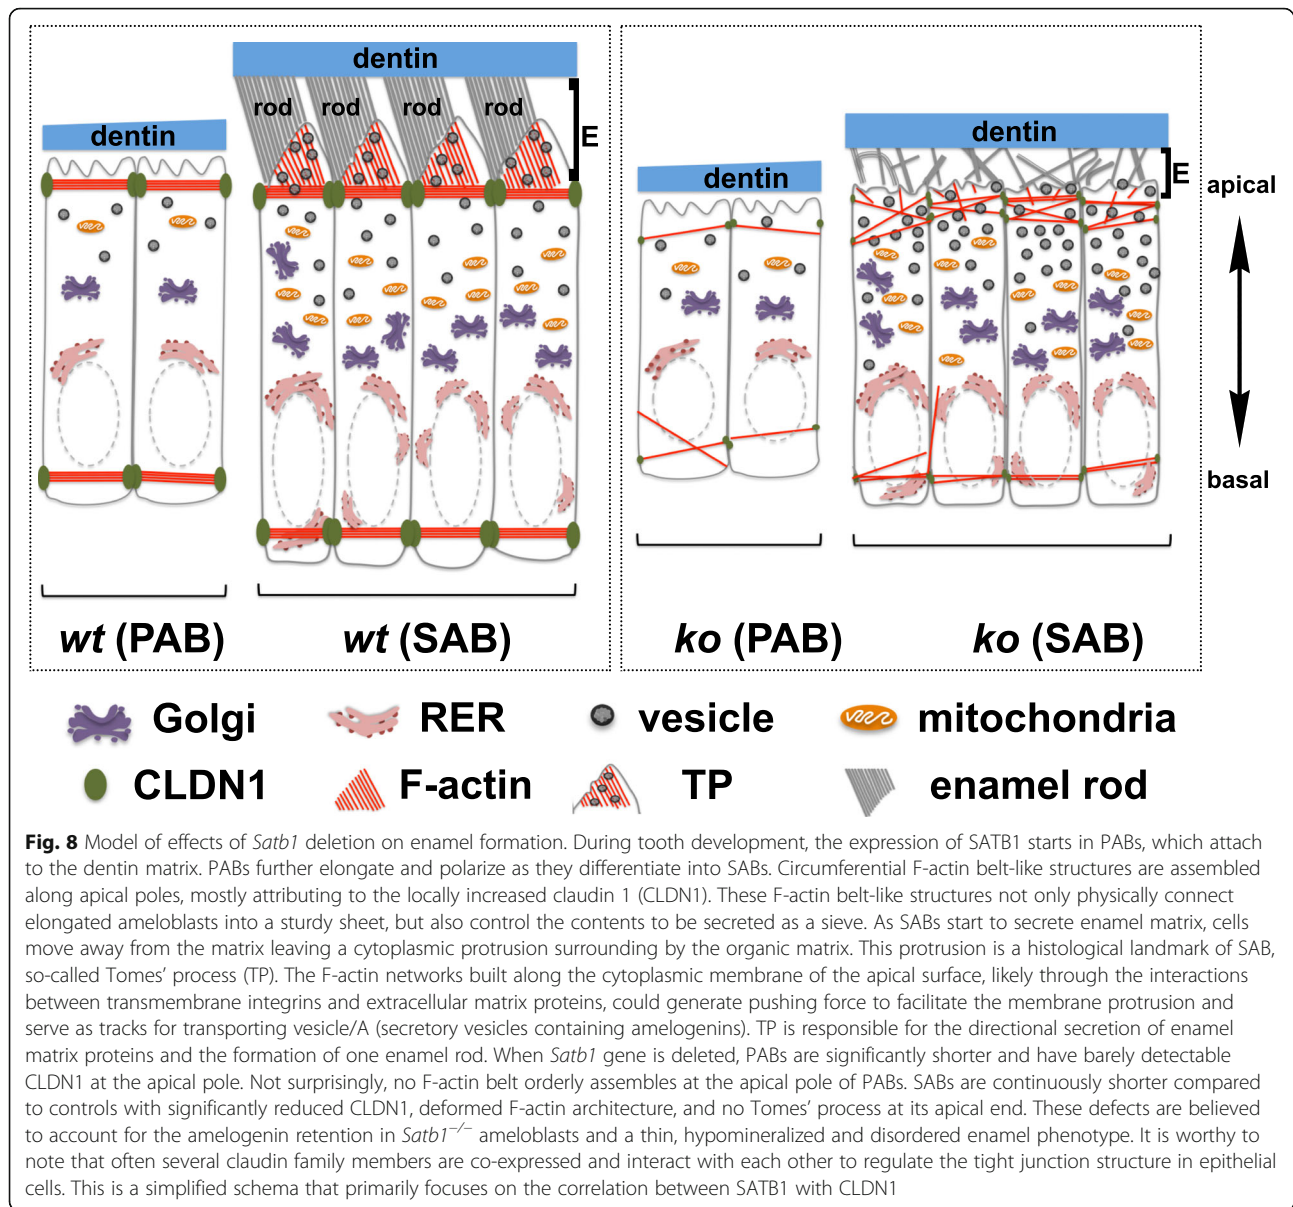 dentin
rod rod rod rod
E
dentin
dentin
E
dentin
apical
basal
wt (PAB)
wt (SAB)
ko (PAB)
ko (SAB)
Golgi
RER
vesicle
mitochondria
CLDN1
F-actin
TP
enamel rod
Fig. 8 Model of effects of Satb1 deletion on enamel formation. During tooth development, the expression of SATB1 starts in PABs, which attach
to the dentin matrix. PABs further elongate and polarize as they differentiate into SABs. Circumferential F-actin belt-like structures are assembled
along apical poles, mostly attributing to the locally increased claudin 1 (CLDN1). These F-actin belt-like structures not only physically connect
elongated ameloblasts into a sturdy sheet, but also control the contents to be secreted as a sieve. As SABs start to secrete enamel matrix, cells
move away from the matrix leaving a cytoplasmic protrusion surrounding by the organic matrix. This protrusion is a histological landmark of SAB,
so-called Tomes’ process (TP). The F-actin networks built along the cytoplasmic membrane of the apical surface, likely through the interactions
between transmembrane integrins and extracellular matrix proteins, could generate pushing force to facilitate the membrane protrusion and
serve as tracks for transporting vesicle/A (secretory vesicles containing amelogenins). TP is responsible for the directional secretion of enamel
matrix proteins and the formation of one enamel rod. When Satb1 gene is deleted, PABs are significantly shorter and have barely detectable
CLDN1 at the apical pole. Not surprisingly, no F-actin belt orderly assembles at the apical pole of PABs. SABs are continuously shorter compared
to controls with significantly reduced CLDN1, deformed F-actin architecture, and no Tomes’ process at its apical end. These defects are believed
to account for the amelogenin retention in Satb1−/− ameloblasts and a thin, hypomineralized and disordered enamel phenotype. It is worthy to
note that often several claudin family members are co-expressed and interact with each other to regulate the tight junction structure in epithelial
cells. This is a simplified schema that primarily focuses on the correlation between SATB1 with CLDN1